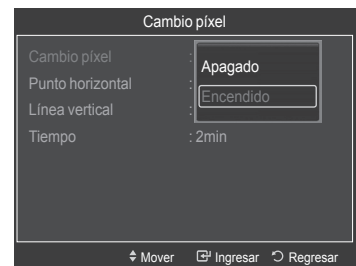 Cambio píxel
Cambio píxel :
Apagado
Encendido
Punto horizontal :
Línea vertical :
Tiempo : 2min
Mover Ingresar Regresar